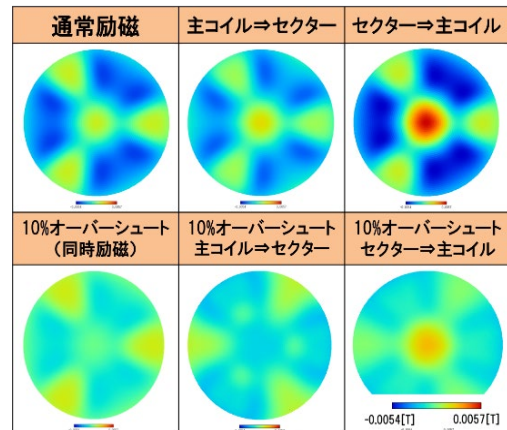 通常励磁
主コイル⇒セクター
セクター⇒主コイル
10%オーバーシュート
(同時励磁)
10%オーバーシュート
主コイル⇒セクター
10%オーバーシュート
セクター⇒主コイル
-0.0054[T]
0.0057[T]